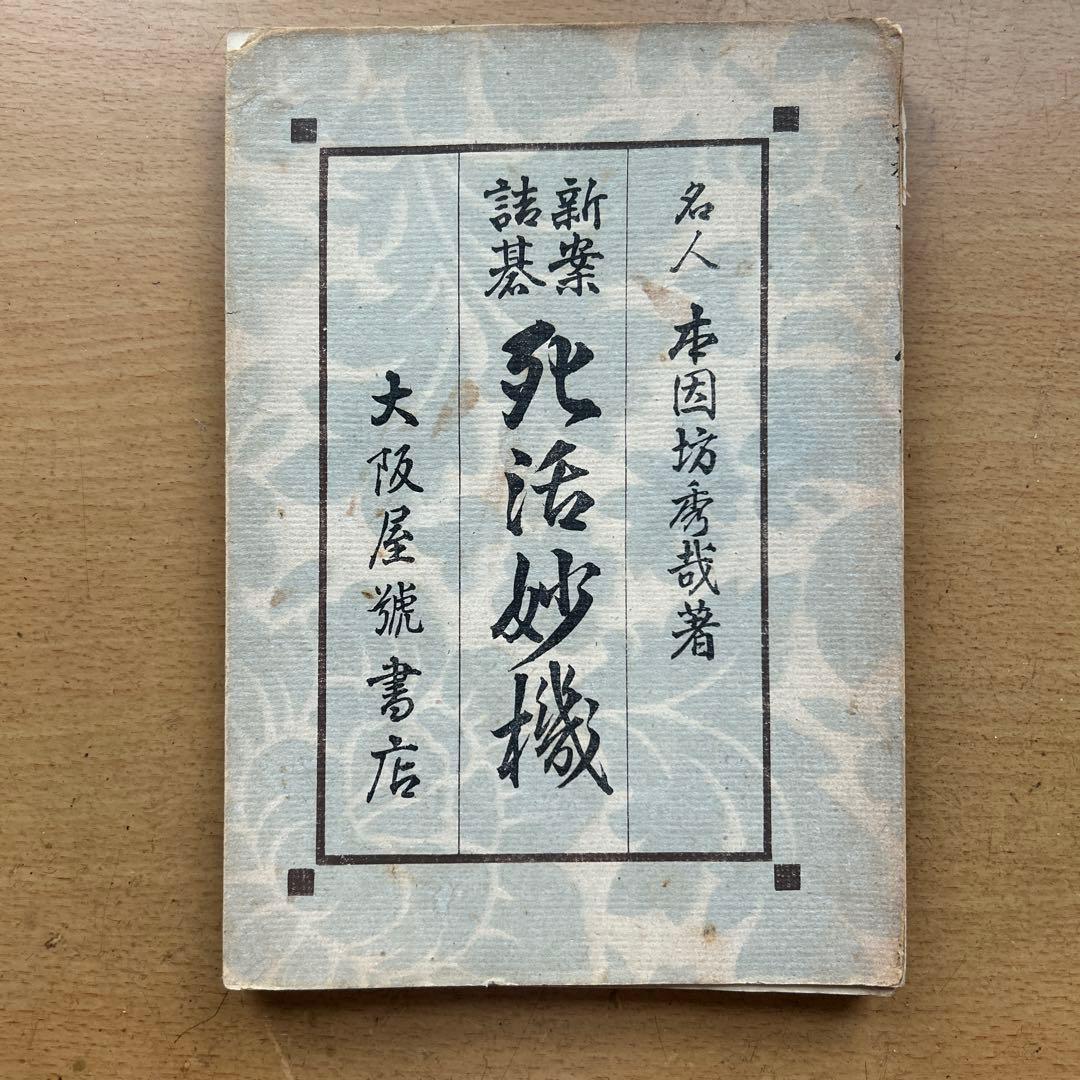 名人 本因坊秀哉著
新案
詰碁
死活妙機
大阪屋號書店